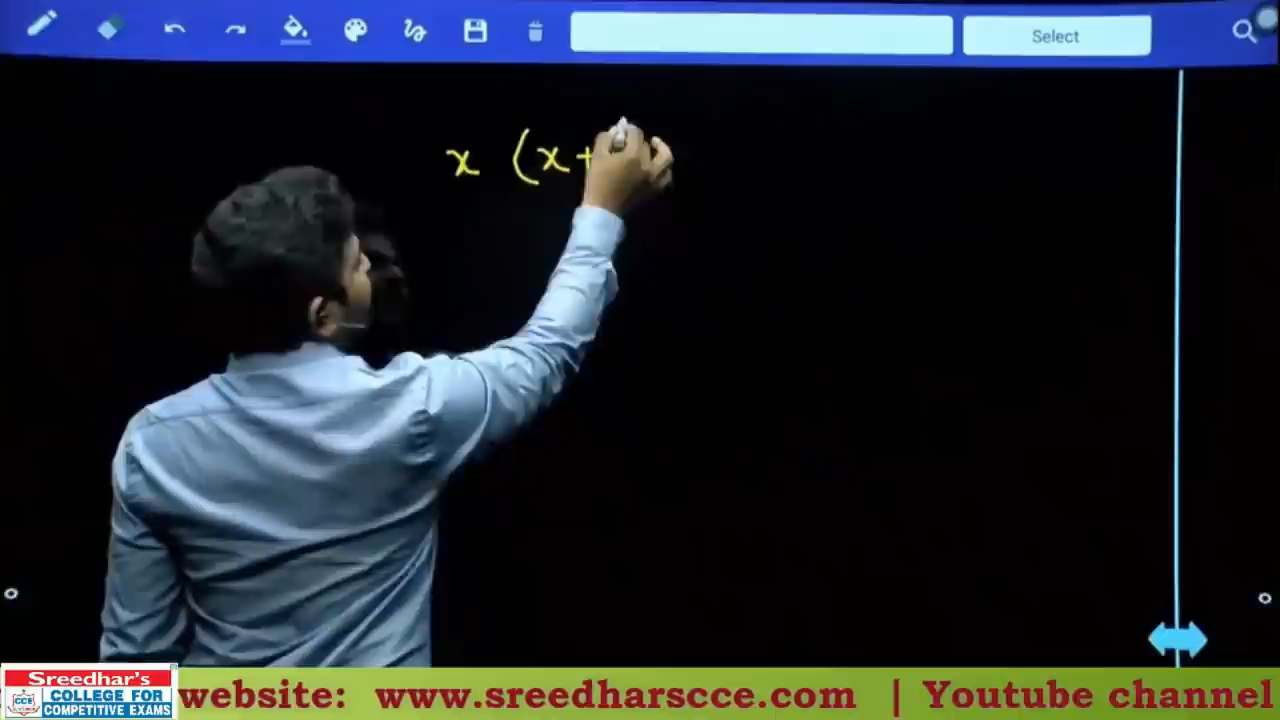 Select
x (x+
Sreedhar's
CCE
COLLEGE FOR
COMPETITIVE EXAMS
website: www.sreedharscce.com | Youtube channel